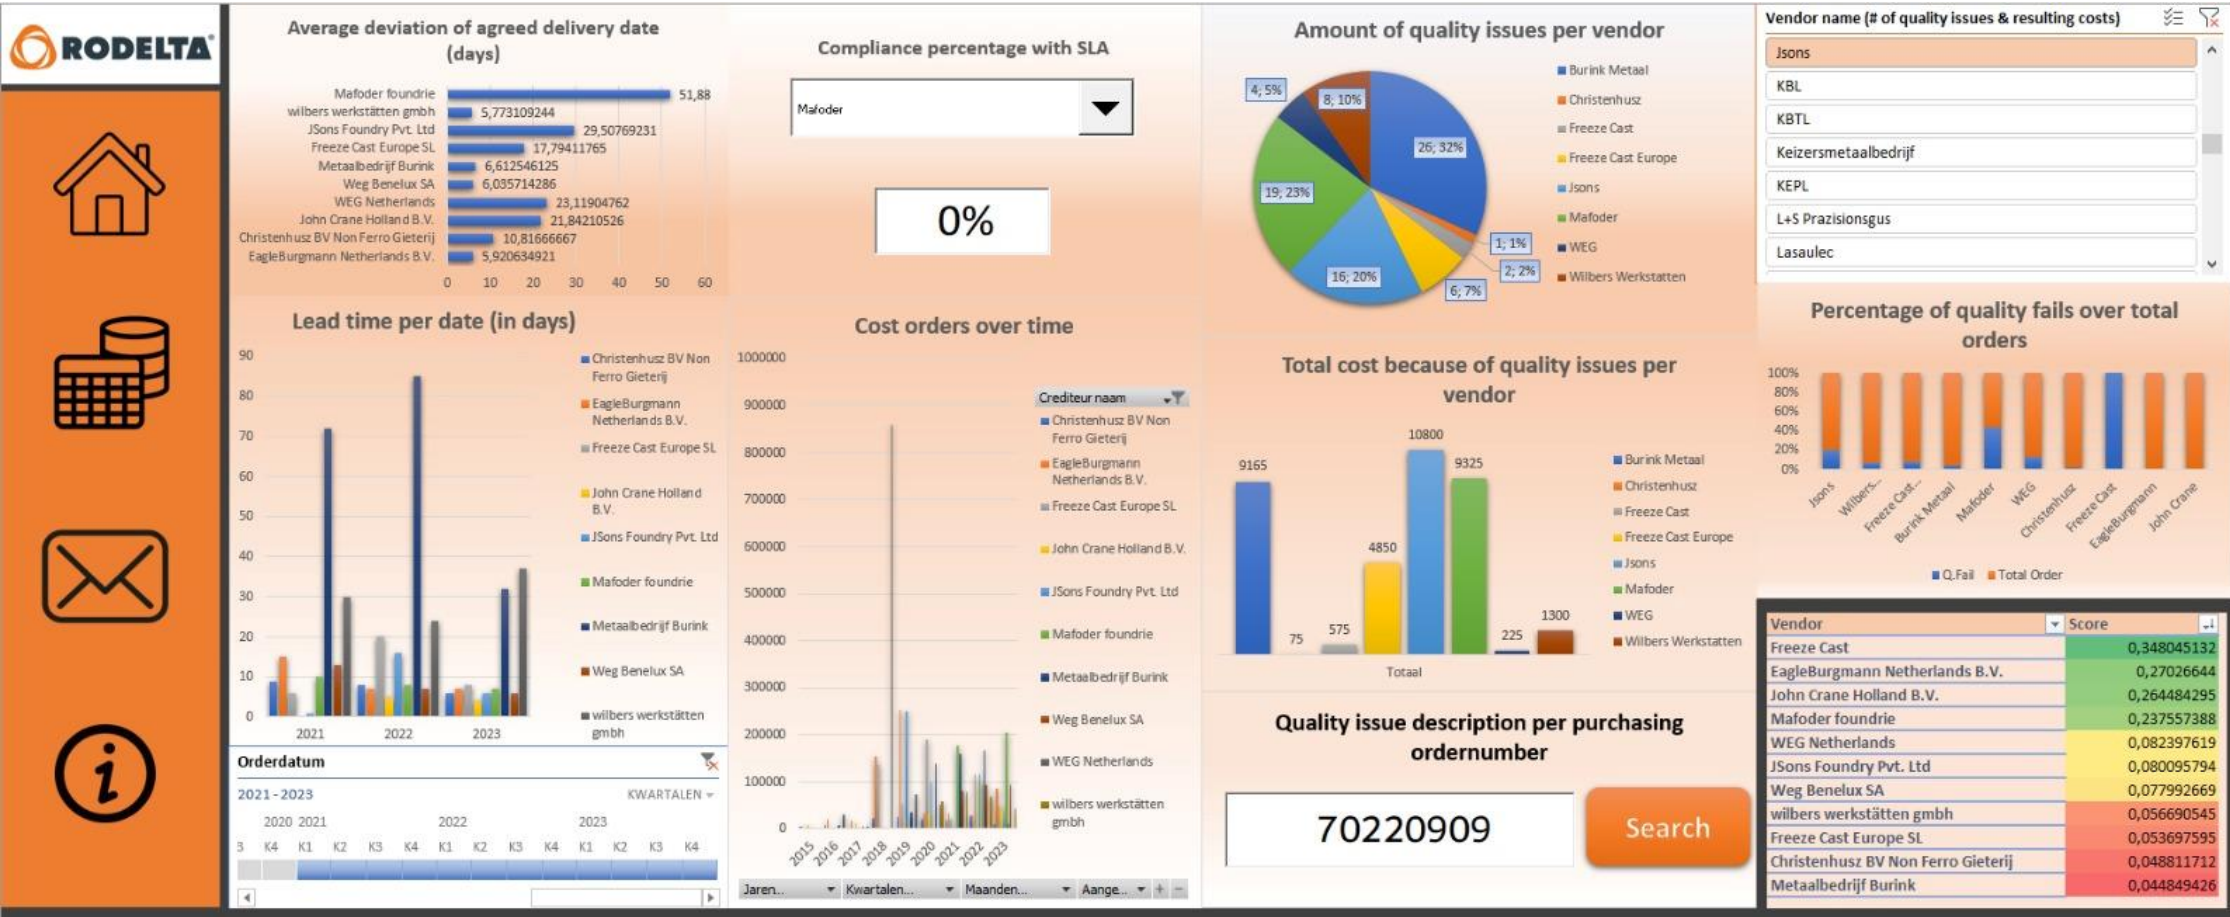 RODELTA
Average deviation of agreed delivery date
(days)
Mafoder foundrie 51,88
wilbers werkstätten gmbh 5,773109244
JSons Foundry Pvt. Ltd 29,50769231
Freeze Cast Europe SL 17,79411765
Metaalbedrijf Burink 6,612546125
Weg Benelux SA 6,035714286
WEG Netherlands 23,11904762
John Crane Holland B.V. 21,84210526
Christenhusz BV Non Ferro Gieterij 10,81666667
EagleBurgmann Netherlands B.V. 5,920634921
0 10 20 30 40 50 60
Lead time per date (in days)
90
80
70
60
50
40
30
20
10
0
2021 2022 2023
Christenhusz BV Non
Ferro Gieterij
EagleBurgmann
Netherlands B.V.
Freeze Cast Europe SL
John Crane Holland
B.V.
JSons Foundry Pvt. Ltd
Mafoder foundrie
Metaalbedrijf Burink
Weg Benelux SA
wilbers werkstätten
gmbh
Orderdatum
2021 - 2023 KWARTALEN
2020 2021 2022 2023
3 K4 K1 K2 K3 K4 K1 K2 K3 K4 K1 K2 K3 K4
Compliance percentage with SLA
Mafoder
0%
Cost orders over time
1000000
900000
800000
700000
600000
500000
400000
300000
200000
100000
0
2015 2016 2017 2018 2019 2020 2021 2022 2023
Crediteur naam
Christenhusz BV Non
Ferro Gieterij
EagleBurgmann
Netherlands B.V.
Freeze Cast Europe SL
John Crane Holland B.V.
JSons Foundry Pvt. Ltd
Mafoder foundrie
Metaalbedrijf Burink
Weg Benelux SA
WEG Netherlands
wilbers werkstätten
gmbh
Jaren... Kwartalen... Maanden... Aange... + −
Amount of quality issues per vendor
4; 5%
8; 10%
26; 32%
19; 23%
1; 1%
2; 2%
16; 20%
6; 7%
Burink Metaal
Christenhusz
Freeze Cast
Freeze Cast Europe
Jsons
Mafoder
WEG
Wilbers Werkstatten
Total cost because of quality issues per
vendor
9165
75
575
4850
10800
9325
225
1300
Totaal
Burink Metaal
Christenhusz
Freeze Cast
Freeze Cast Europe
Jsons
Mafoder
WEG
Wilbers Werkstatten
Quality issue description per purchasing
ordernumber
70220909
Search
Vendor name (# of quality issues & resulting costs)
Jsons
KBL
KBTL
Keizersmetaalbedrijf
KEPL
L+S Prazisionsgus
Lasaulec
Percentage of quality fails over total
orders
100%
80%
60%
40%
20%
0%
Jsons
Wilbers...
Freeze Cast...
Burink Metaal
Mafoder
WEG
Christenhusz
Freeze Cast
EagleBurgmann
John Crane
Q.Fail Total Order
Vendor Score
Freeze Cast 0,348045132
EagleBurgmann Netherlands B.V. 0,27026644
John Crane Holland B.V. 0,264484295
Mafoder foundrie 0,237557388
WEG Netherlands 0,082397619
JSons Foundry Pvt. Ltd 0,080095794
Weg Benelux SA 0,077992669
wilbers werkstätten gmbh 0,056690545
Freeze Cast Europe SL 0,053697595
Christenhusz BV Non Ferro Gieterij 0,048811712
Metaalbedrijf Burink 0,044849426